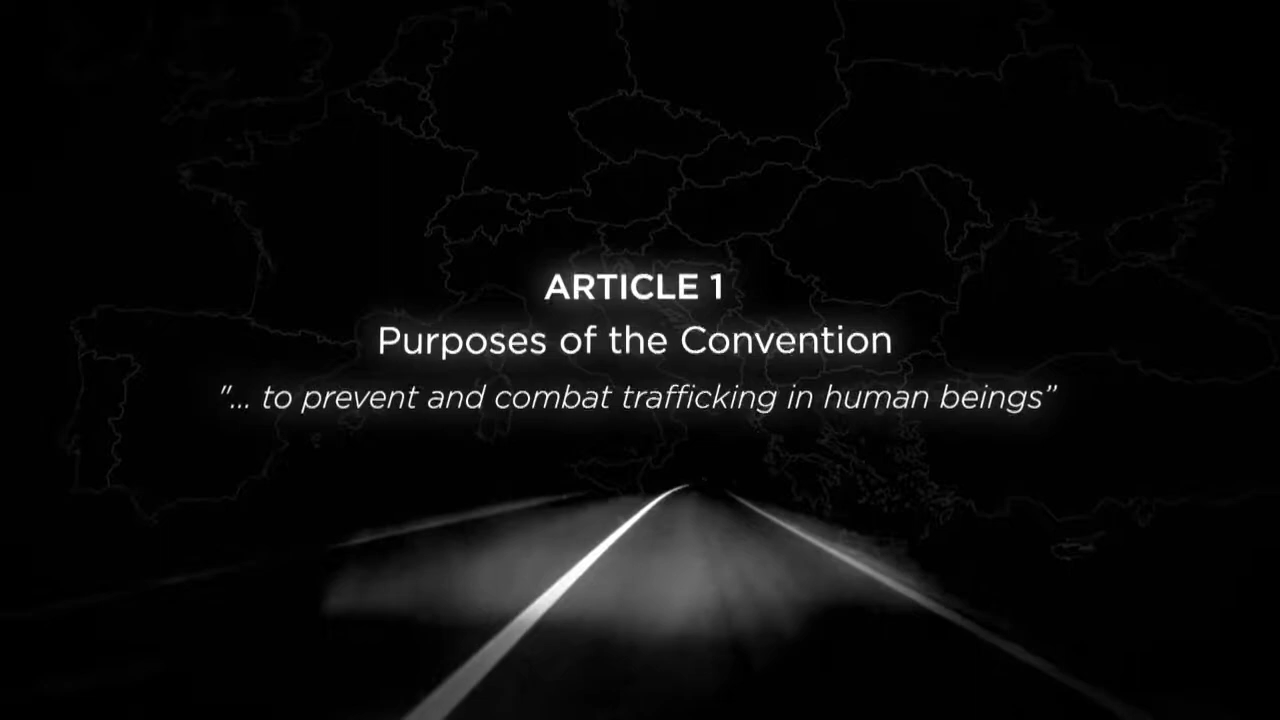 ARTICLE 1
Purposes of the Convention
"... to prevent and combat trafficking in human beings”